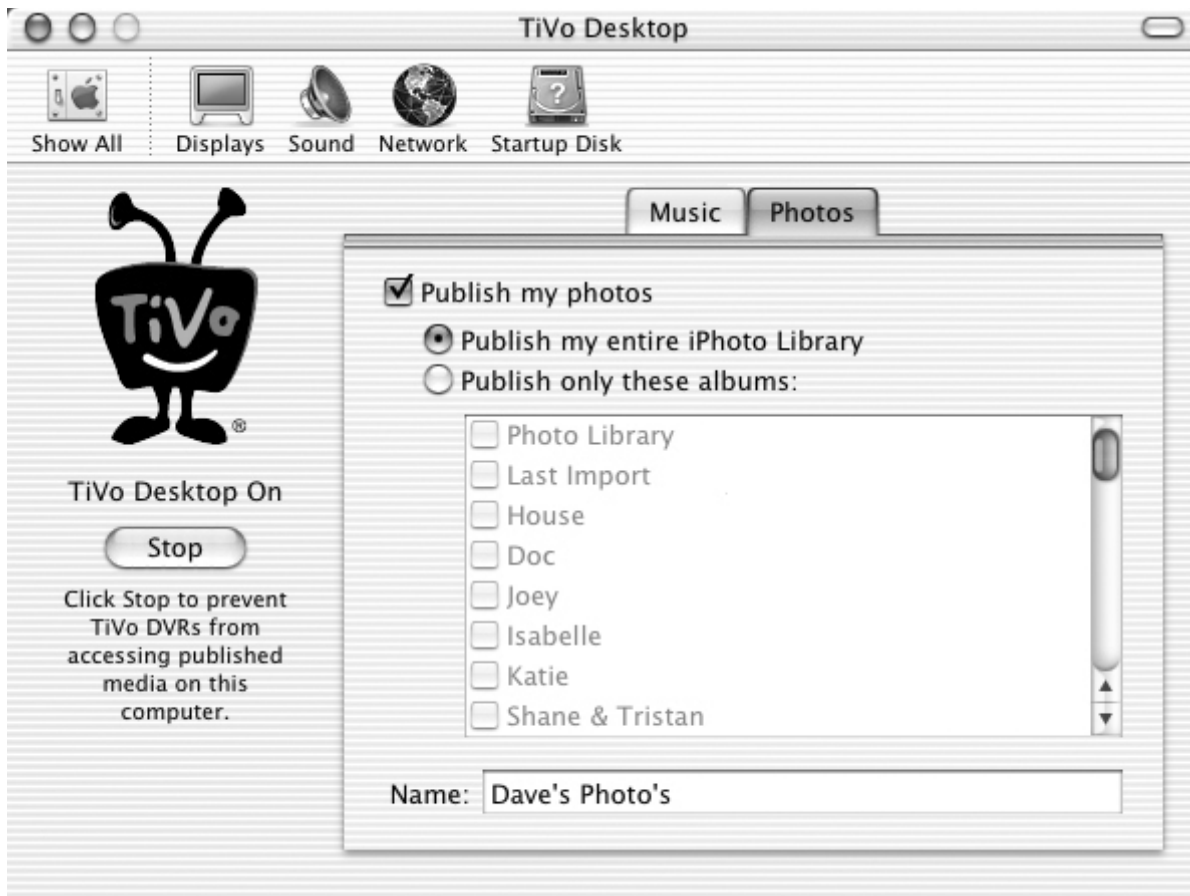 TiVo Desktop
Show All
Displays
Sound
Network
Startup Disk
?
TiVo
®
TiVo Desktop On
Stop
Click Stop to prevent
TiVo DVRs from
accessing published
media on this
computer.
Music
Photos
Publish my photos
Publish my entire iPhoto Library
Publish only these albums:
Photo Library
Last Import
House
Doc
Joey
Isabelle
Katie
Shane & Tristan
Name: Dave's Photo's